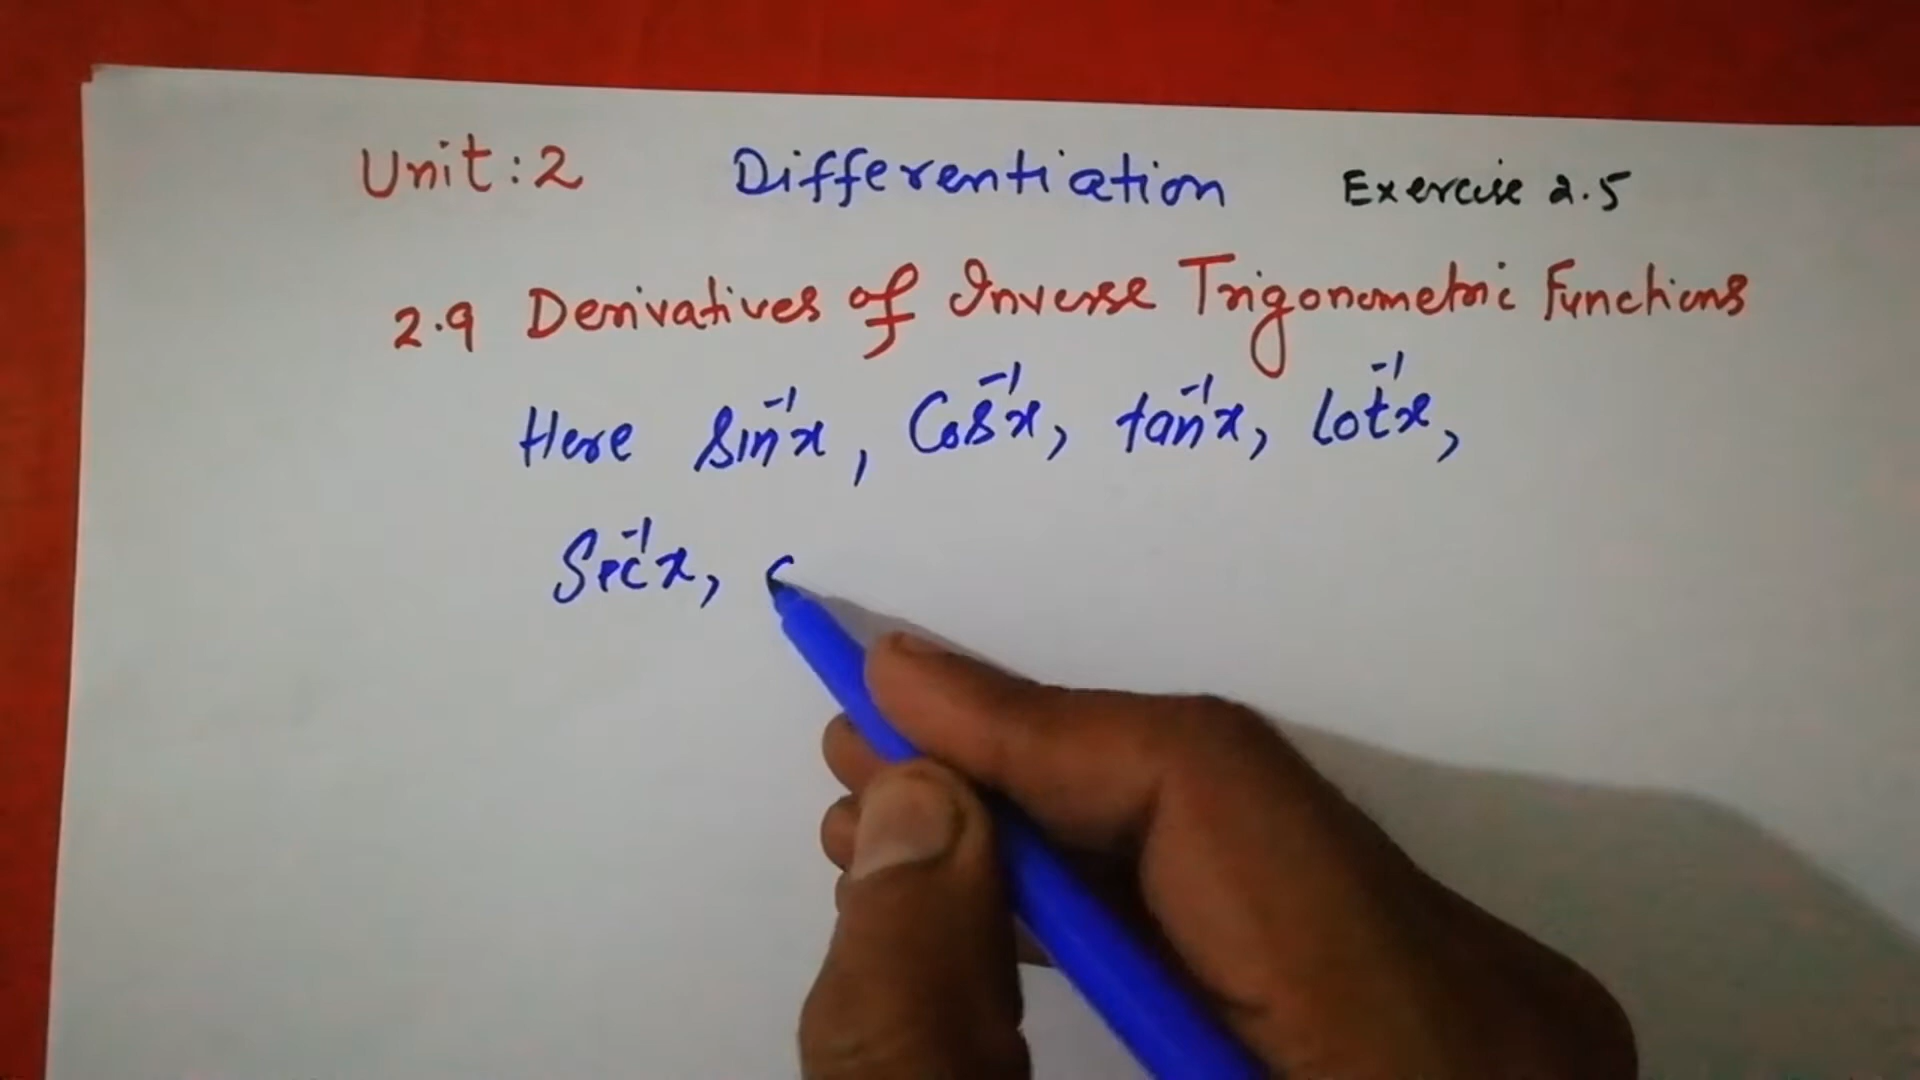 Unit:2 Differentiation Exercise 2.5
2.9 Derivatives of Inverse Trigonometric Functions
Here sin⁻¹x, Cos⁻¹x, tan⁻¹x, Cot⁻¹x,
Sec⁻¹x, c